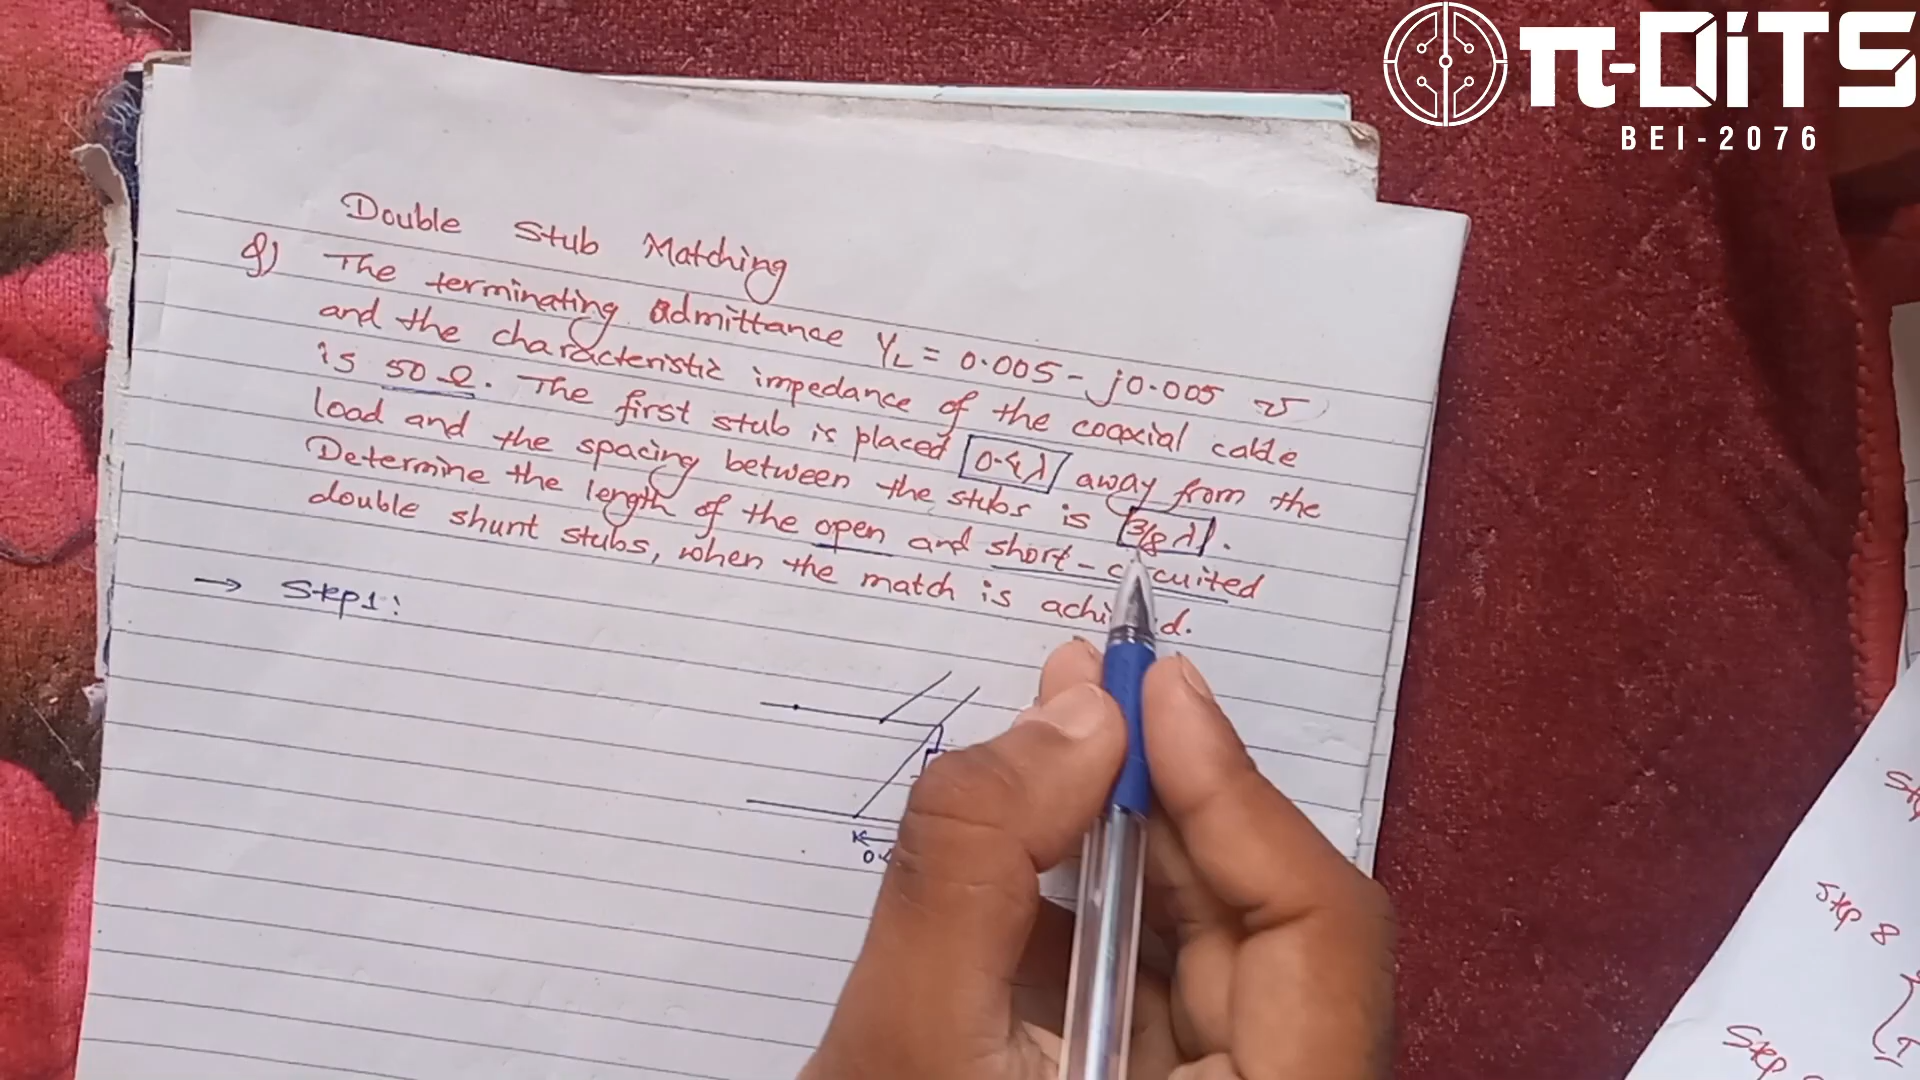 π-DiTS
BEI-2076
Double Stub Matching
Q) The terminating Admittance YL = 0.005 - j0.005 ℧
and the characteristic impedance of the coaxial cable
is 50 Ω. The first stub is placed 0.4λ away from the
load and the spacing between the stubs is 3/8 λ.
Determine the length of the open and short-circuited
double shunt stubs, when the match is
→ Step1:
Step 8
Step